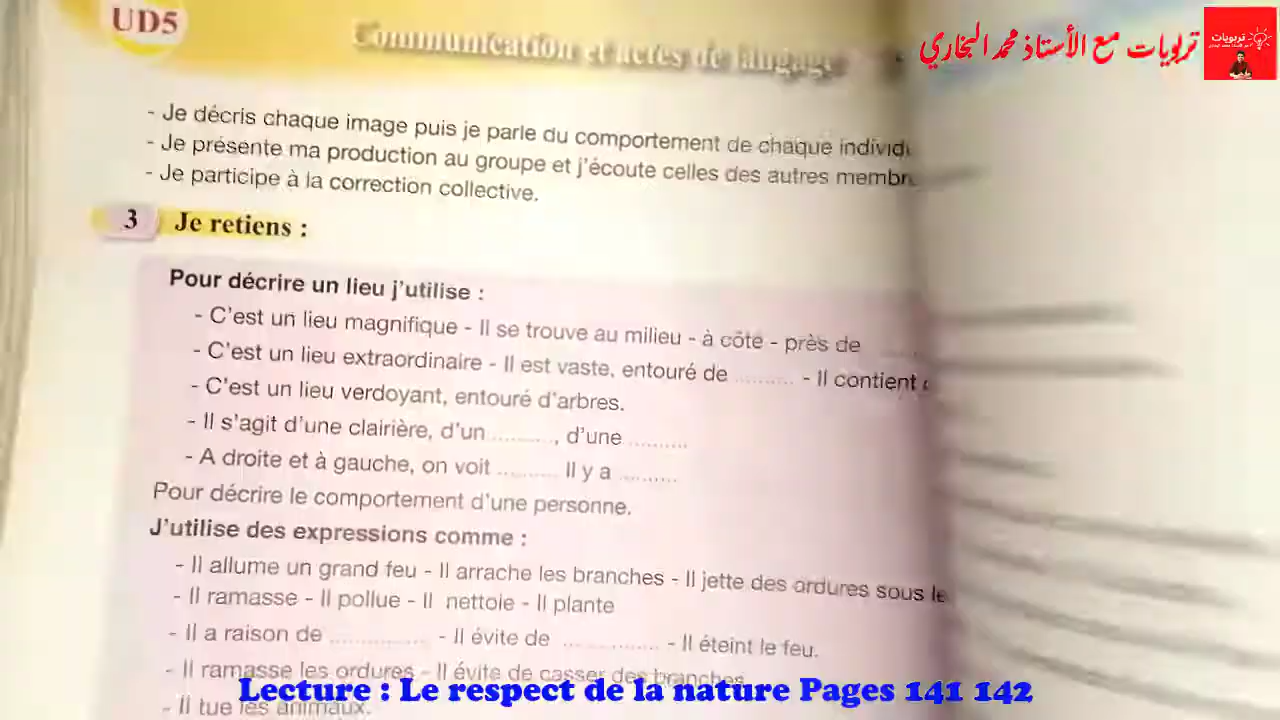 UD5
Communication et actes de langage
تربويات مع الأستاذ محمد البخاري
تربويات
- Je décris chaque image puis je parle du comportement de chaque
- Je présente ma production au groupe et j'écoute celles des autres
- Je participe à la correction collective.
3 Je retiens :
Pour décrire un lieu j'utilise :
- C'est un lieu magnifique - Il se trouve au milieu - à côté - près de ......
- C'est un lieu extraordinaire - Il est vaste, entouré de .......... - Il contient
- C'est un lieu verdoyant, entouré d'arbres.
- Il s'agit d'une clairière, d'un .........., d'une ..........
- A droite et à gauche, on voit .......... Il y a ..........
Pour décrire le comportement d'une personne.
J'utilise des expressions comme :
- Il allume un grand feu - Il arrache les branches - Il jette des ordures sous
- Il ramasse - Il pollue - Il nettoie - Il plante
- Il a raison de ................ - Il évite de ................ - Il éteint le feu.
- Il ramasse les ordures - Il évite de casser des branches
- Il tue les animaux.
Lecture : Le respect de la nature Pages 141 142